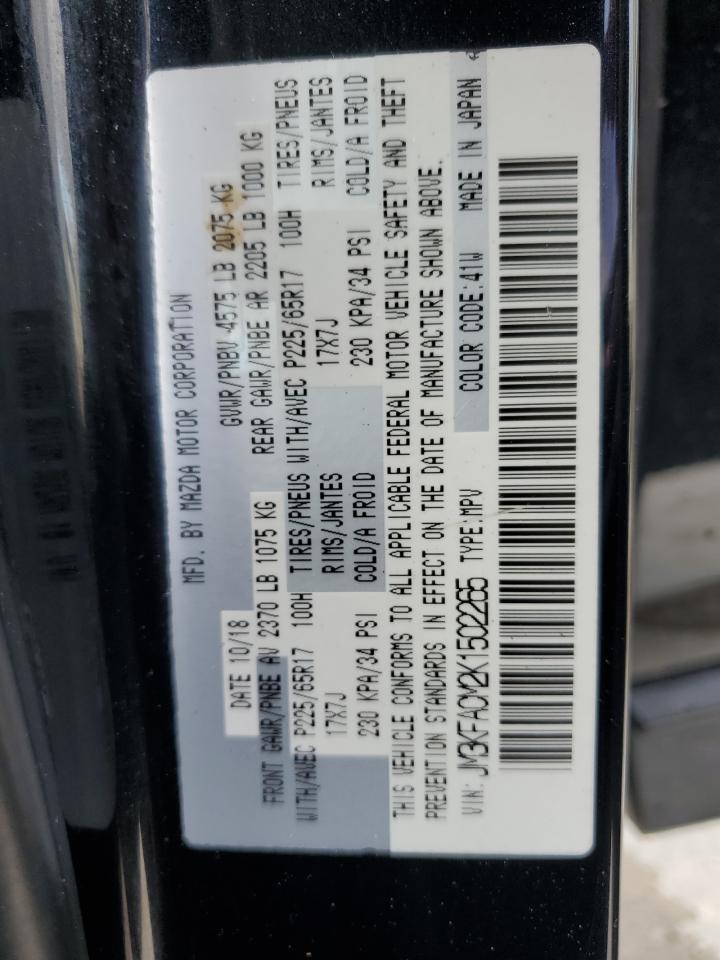 MFD. BY MAZDA MOTOR CORPORATION
DATE 10/18 GVWR/PNBV 4575 LB 2075 KG
FRONT GAWR/PNBE AV 2370 LB 1075 KG REAR GAWR/PNBE AR 2205 LB 1000 KG
WITH/AVEC P225/65R17 100H TIRES/PNEUS WITH/AVEC P225/65R17 100H TIRES/PNEUS
17X7J RIMS/JANTES 17X7J RIMS/JANTES
230 KPA/34 PSI COLD/A FROID 230 KPA/34 PSI COLD/A FROID
THIS VEHICLE CONFORMS TO ALL APPLICABLE FEDERAL MOTOR VEHICLE SAFETY AND THEFT
PREVENTION STANDARDS IN EFFECT ON THE DATE OF MANUFACTURE SHOWN ABOVE.
VIN: JM3KFACM2K1502265 TYPE:MPV COLOR CODE:41W MADE IN JAPAN